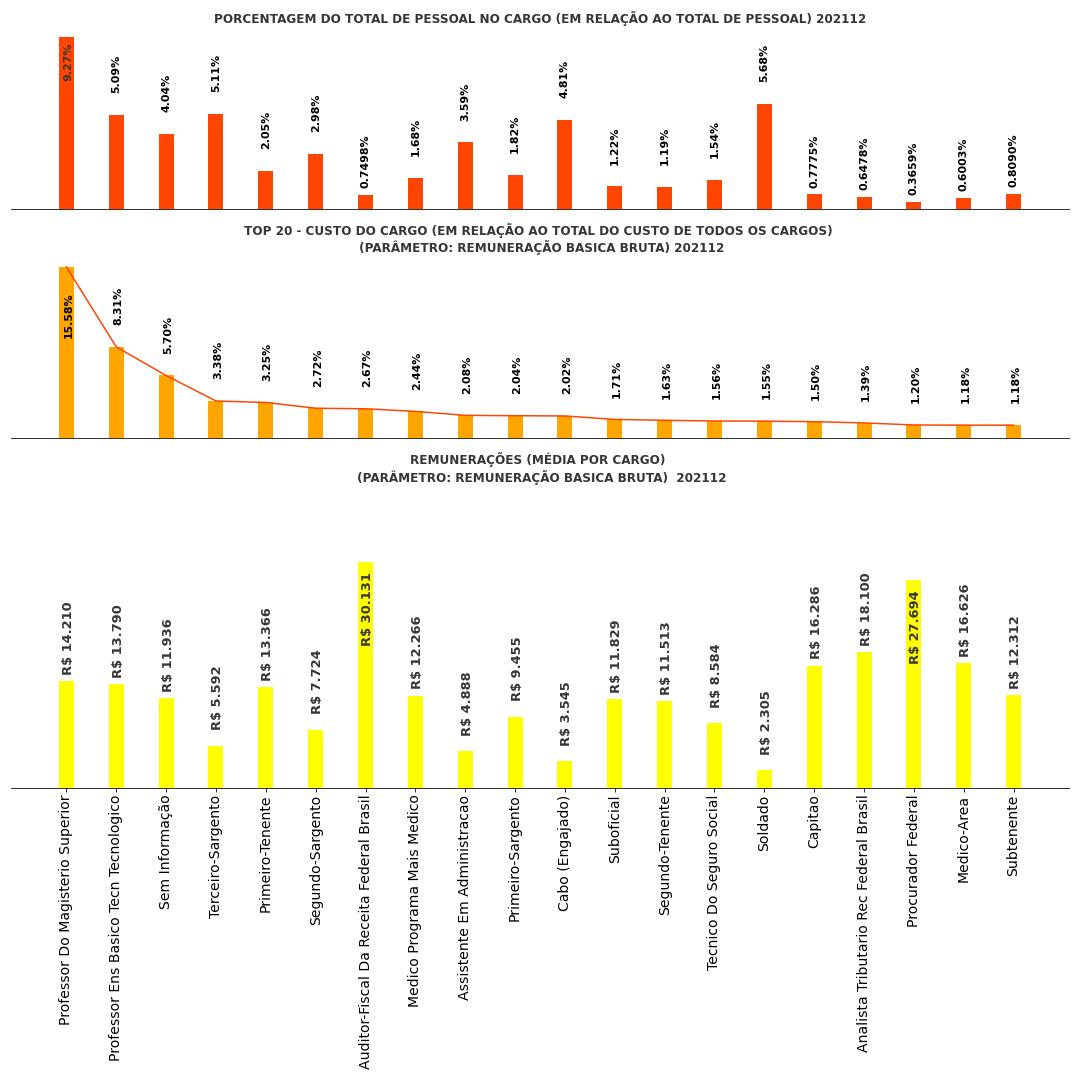 PORCENTAGEM DO TOTAL DE PESSOAL NO CARGO (EM RELAÇÃO AO TOTAL DE PESSOAL) 202112
9.27%
5.09%
4.04%
5.11%
2.05%
2.98%
0.7498%
1.68%
3.59%
1.82%
4.81%
1.22%
1.19%
1.54%
5.68%
0.7775%
0.6478%
0.3659%
0.6003%
0.8090%
TOP 20 - CUSTO DO CARGO (EM RELAÇÃO AO TOTAL DO CUSTO DE TODOS OS CARGOS)
(PARÂMETRO: REMUNERAÇÃO BASICA BRUTA) 202112
15.58%
8.31%
5.70%
3.38%
3.25%
2.72%
2.67%
2.44%
2.08%
2.04%
2.02%
1.71%
1.63%
1.56%
1.55%
1.50%
1.39%
1.20%
1.18%
1.18%
REMUNERAÇÕES (MÉDIA POR CARGO)
(PARÂMETRO: REMUNERAÇÃO BASICA BRUTA) 202112
R$ 14.210
R$ 13.790
R$ 11.936
R$ 5.592
R$ 13.366
R$ 7.724
R$ 30.131
R$ 12.266
R$ 4.888
R$ 9.455
R$ 3.545
R$ 11.829
R$ 11.513
R$ 8.584
R$ 2.305
R$ 16.286
R$ 18.100
R$ 27.694
R$ 16.626
R$ 12.312
Professor Do Magisterio Superior
Professor Ens Basico Tecn Tecnologico
Sem Informação
Terceiro-Sargento
Primeiro-Tenente
Segundo-Sargento
Auditor-Fiscal Da Receita Federal Brasil
Medico Programa Mais Medico
Assistente Em Administracao
Primeiro-Sargento
Cabo (Engajado)
Suboficial
Segundo-Tenente
Tecnico Do Seguro Social
Soldado
Capitao
Analista Tributario Rec Federal Brasil
Procurador Federal
Medico-Area
Subtenente